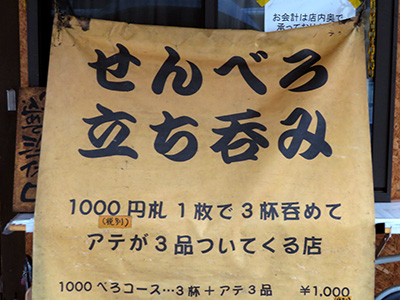 お会計は店内奥で
せんべろ
立ち呑み
1000円札1枚で3杯呑めて
(税別)
アテが3品ついてくる店
1000べろコース…3杯+アテ3品 ¥1.000